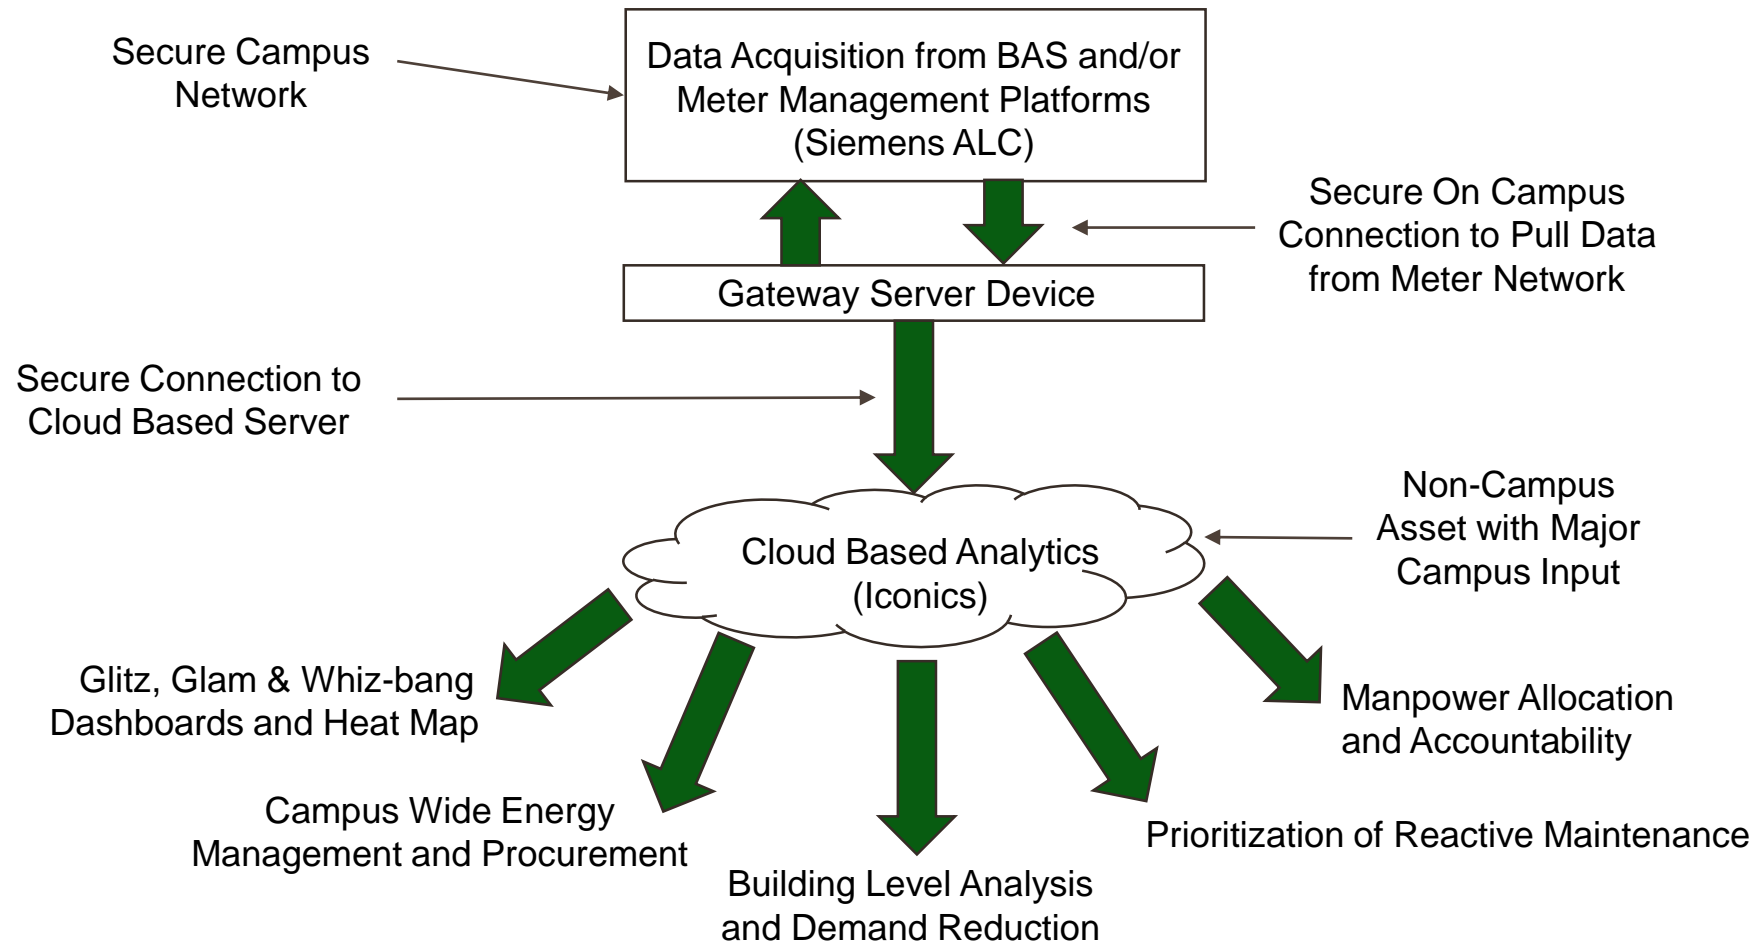 Secure Campus
Network
Data Acquisition from BAS and/or
Meter Management Platforms
(Siemens ALC)
Secure On Campus
Connection to Pull Data
from Meter Network
Gateway Server Device
Secure Connection to
Cloud Based Server
Non-Campus
Asset with Major
Campus Input
Cloud Based Analytics
(Iconics)
Glitz, Glam & Whiz-bang
Dashboards and Heat Map
Manpower Allocation
and Accountability
Campus Wide Energy
Management and Procurement
Prioritization of Reactive Maintenance
Building Level Analysis
and Demand Reduction